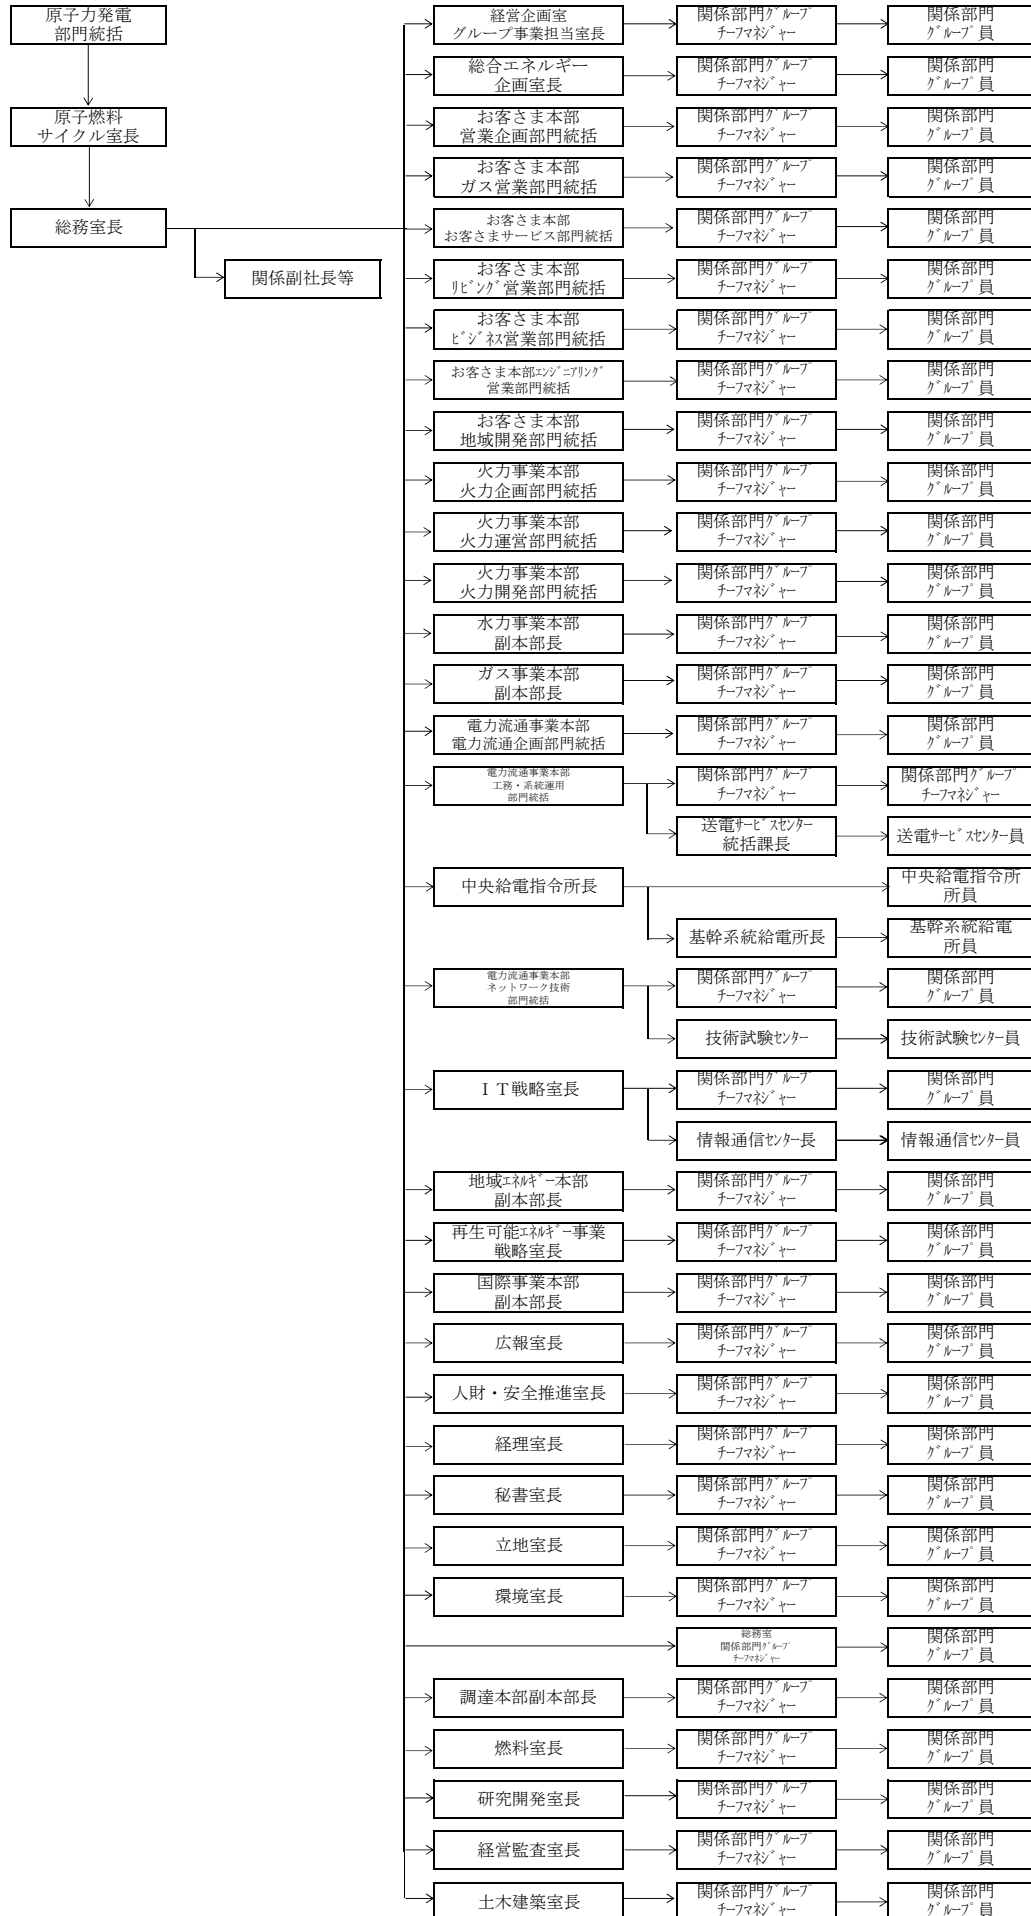 原子力発電
部門統括
原子燃料
サイクル室長
総務室長
関係副社長等
経営企画室
グループ事業担当室長
関係部門ｸﾞﾙｰﾌﾟ
ﾁｰﾌﾏﾈｼﾞｬｰ
関係部門
ｸﾞﾙｰﾌﾟ員
総合エネルギー
企画室長
関係部門ｸﾞﾙｰﾌﾟ
ﾁｰﾌﾏﾈｼﾞｬｰ
関係部門
ｸﾞﾙｰﾌﾟ員
お客さま本部
営業企画部門統括
関係部門ｸﾞﾙｰﾌﾟ
ﾁｰﾌﾏﾈｼﾞｬｰ
関係部門
ｸﾞﾙｰﾌﾟ員
お客さま本部
ガス営業部門統括
関係部門ｸﾞﾙｰﾌﾟ
ﾁｰﾌﾏﾈｼﾞｬｰ
関係部門
ｸﾞﾙｰﾌﾟ員
お客さま本部
お客さまサービス部門統括
関係部門ｸﾞﾙｰﾌﾟ
ﾁｰﾌﾏﾈｼﾞｬｰ
関係部門
ｸﾞﾙｰﾌﾟ員
お客さま本部
ﾘﾋﾞﾝｸﾞ営業部門統括
関係部門ｸﾞﾙｰﾌﾟ
ﾁｰﾌﾏﾈｼﾞｬｰ
関係部門
ｸﾞﾙｰﾌﾟ員
お客さま本部
ﾋﾞｼﾞﾈｽ営業部門統括
関係部門ｸﾞﾙｰﾌﾟ
ﾁｰﾌﾏﾈｼﾞｬｰ
関係部門
ｸﾞﾙｰﾌﾟ員
お客さま本部ｴﾝｼﾞﾆｱﾘﾝｸﾞ
営業部門統括
関係部門ｸﾞﾙｰﾌﾟ
ﾁｰﾌﾏﾈｼﾞｬｰ
関係部門
ｸﾞﾙｰﾌﾟ員
お客さま本部
地域開発部門統括
関係部門ｸﾞﾙｰﾌﾟ
ﾁｰﾌﾏﾈｼﾞｬｰ
関係部門
ｸﾞﾙｰﾌﾟ員
火力事業本部
火力企画部門統括
関係部門ｸﾞﾙｰﾌﾟ
ﾁｰﾌﾏﾈｼﾞｬｰ
関係部門
ｸﾞﾙｰﾌﾟ員
火力事業本部
火力運営部門統括
関係部門ｸﾞﾙｰﾌﾟ
ﾁｰﾌﾏﾈｼﾞｬｰ
関係部門
ｸﾞﾙｰﾌﾟ員
火力事業本部
火力開発部門統括
関係部門ｸﾞﾙｰﾌﾟ
ﾁｰﾌﾏﾈｼﾞｬｰ
関係部門
ｸﾞﾙｰﾌﾟ員
水力事業本部
副本部長
関係部門ｸﾞﾙｰﾌﾟ
ﾁｰﾌﾏﾈｼﾞｬｰ
関係部門
ｸﾞﾙｰﾌﾟ員
ガス事業本部
副本部長
関係部門ｸﾞﾙｰﾌﾟ
ﾁｰﾌﾏﾈｼﾞｬｰ
関係部門
ｸﾞﾙｰﾌﾟ員
電力流通事業本部
電力流通企画部門統括
関係部門ｸﾞﾙｰﾌﾟ
ﾁｰﾌﾏﾈｼﾞｬｰ
関係部門
ｸﾞﾙｰﾌﾟ員
電力流通事業本部
工務・系統運用
部門統括
関係部門ｸﾞﾙｰﾌﾟ
ﾁｰﾌﾏﾈｼﾞｬｰ
関係部門ｸﾞﾙｰﾌﾟ
ﾁｰﾌﾏﾈｼﾞｬｰ
送電ｻｰﾋﾞｽｾﾝﾀｰ
統括課長
送電ｻｰﾋﾞｽｾﾝﾀｰ員
中央給電指令所長
中央給電指令所
所員
基幹系統給電所長
基幹系統給電
所員
電力流通事業本部
ネットワーク技術
部門統括
関係部門ｸﾞﾙｰﾌﾟ
ﾁｰﾌﾏﾈｼﾞｬｰ
関係部門
ｸﾞﾙｰﾌﾟ員
技術試験ｾﾝﾀｰ
技術試験ｾﾝﾀｰ員
ＩＴ戦略室長
関係部門ｸﾞﾙｰﾌﾟ
ﾁｰﾌﾏﾈｼﾞｬｰ
関係部門
ｸﾞﾙｰﾌﾟ員
情報通信ｾﾝﾀｰ長
情報通信ｾﾝﾀｰ員
地域ｴﾈﾙｷﾞｰ本部
副本部長
関係部門ｸﾞﾙｰﾌﾟ
ﾁｰﾌﾏﾈｼﾞｬｰ
関係部門
ｸﾞﾙｰﾌﾟ員
再生可能ｴﾈﾙｷﾞｰ事業
戦略室長
関係部門ｸﾞﾙｰﾌﾟ
ﾁｰﾌﾏﾈｼﾞｬｰ
関係部門
ｸﾞﾙｰﾌﾟ員
国際事業本部
副本部長
関係部門ｸﾞﾙｰﾌﾟ
ﾁｰﾌﾏﾈｼﾞｬｰ
関係部門
ｸﾞﾙｰﾌﾟ員
広報室長
関係部門ｸﾞﾙｰﾌﾟ
ﾁｰﾌﾏﾈｼﾞｬｰ
関係部門
ｸﾞﾙｰﾌﾟ員
人財・安全推進室長
関係部門ｸﾞﾙｰﾌﾟ
ﾁｰﾌﾏﾈｼﾞｬｰ
関係部門
ｸﾞﾙｰﾌﾟ員
経理室長
関係部門ｸﾞﾙｰﾌﾟ
ﾁｰﾌﾏﾈｼﾞｬｰ
関係部門
ｸﾞﾙｰﾌﾟ員
秘書室長
関係部門ｸﾞﾙｰﾌﾟ
ﾁｰﾌﾏﾈｼﾞｬｰ
関係部門
ｸﾞﾙｰﾌﾟ員
立地室長
関係部門ｸﾞﾙｰﾌﾟ
ﾁｰﾌﾏﾈｼﾞｬｰ
関係部門
ｸﾞﾙｰﾌﾟ員
環境室長
関係部門ｸﾞﾙｰﾌﾟ
ﾁｰﾌﾏﾈｼﾞｬｰ
関係部門
ｸﾞﾙｰﾌﾟ員
総務室
関係部門ｸﾞﾙｰﾌﾟ
ﾁｰﾌﾏﾈｼﾞｬｰ
関係部門
ｸﾞﾙｰﾌﾟ員
調達本部副本部長
関係部門ｸﾞﾙｰﾌﾟ
ﾁｰﾌﾏﾈｼﾞｬｰ
関係部門
ｸﾞﾙｰﾌﾟ員
燃料室長
関係部門ｸﾞﾙｰﾌﾟ
ﾁｰﾌﾏﾈｼﾞｬｰ
関係部門
ｸﾞﾙｰﾌﾟ員
研究開発室長
関係部門ｸﾞﾙｰﾌﾟ
ﾁｰﾌﾏﾈｼﾞｬｰ
関係部門
ｸﾞﾙｰﾌﾟ員
経営監査室長
関係部門ｸﾞﾙｰﾌﾟ
ﾁｰﾌﾏﾈｼﾞｬｰ
関係部門
ｸﾞﾙｰﾌﾟ員
土木建築室長
関係部門ｸﾞﾙｰﾌﾟ
ﾁｰﾌﾏﾈｼﾞｬｰ
関係部門
ｸﾞﾙｰﾌﾟ員